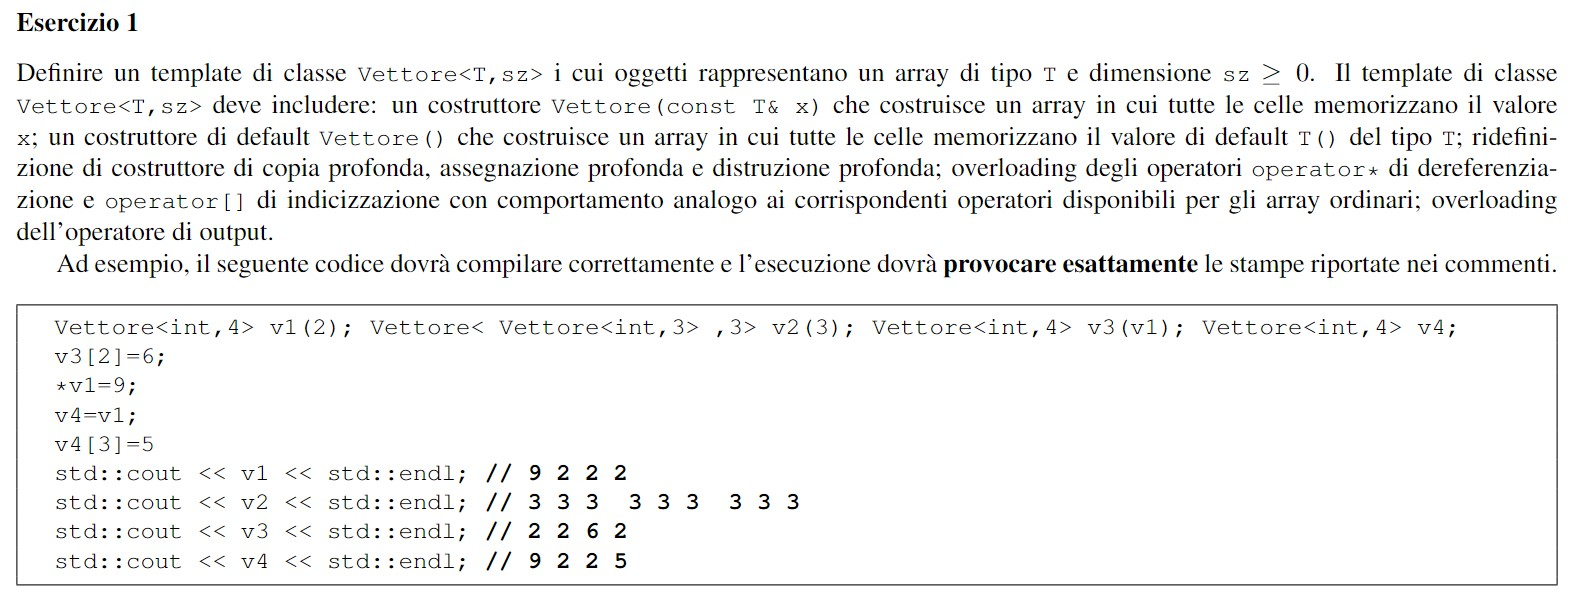 Esercizio 1
Definire un template di classe Vettore<T,sz> i cui oggetti rappresentano un array di tipo T e dimensione sz ≥ 0. Il template di classe
Vettore<T,sz> deve includere: un costruttore Vettore(const T& x) che costruisce un array in cui tutte le celle memorizzano il valore
x; un costruttore di default Vettore() che costruisce un array in cui tutte le celle memorizzano il valore di default T() del tipo T; ridefini-
zione di costruttore di copia profonda, assegnazione profonda e distruzione profonda; overloading degli operatori operator* di dereferenzia-
zione e operator[] di indicizzazione con comportamento analogo ai corrispondenti operatori disponibili per gli array ordinari; overloading
dell'operatore di output.
Ad esempio, il seguente codice dovrà compilare correttamente e l'esecuzione dovrà provocare esattamente le stampe riportate nei commenti.
Vettore<int,4> v1(2); Vettore< Vettore<int,3> ,3> v2(3); Vettore<int,4> v3(v1); Vettore<int,4> v4;
v3[2]=6;
*v1=9;
v4=v1;
v4[3]=5
std::cout << v1 << std::endl; // 9 2 2 2
std::cout << v2 << std::endl; // 3 3 3  3 3 3  3 3 3
std::cout << v3 << std::endl; // 2 2 6 2
std::cout << v4 << std::endl; // 9 2 2 5